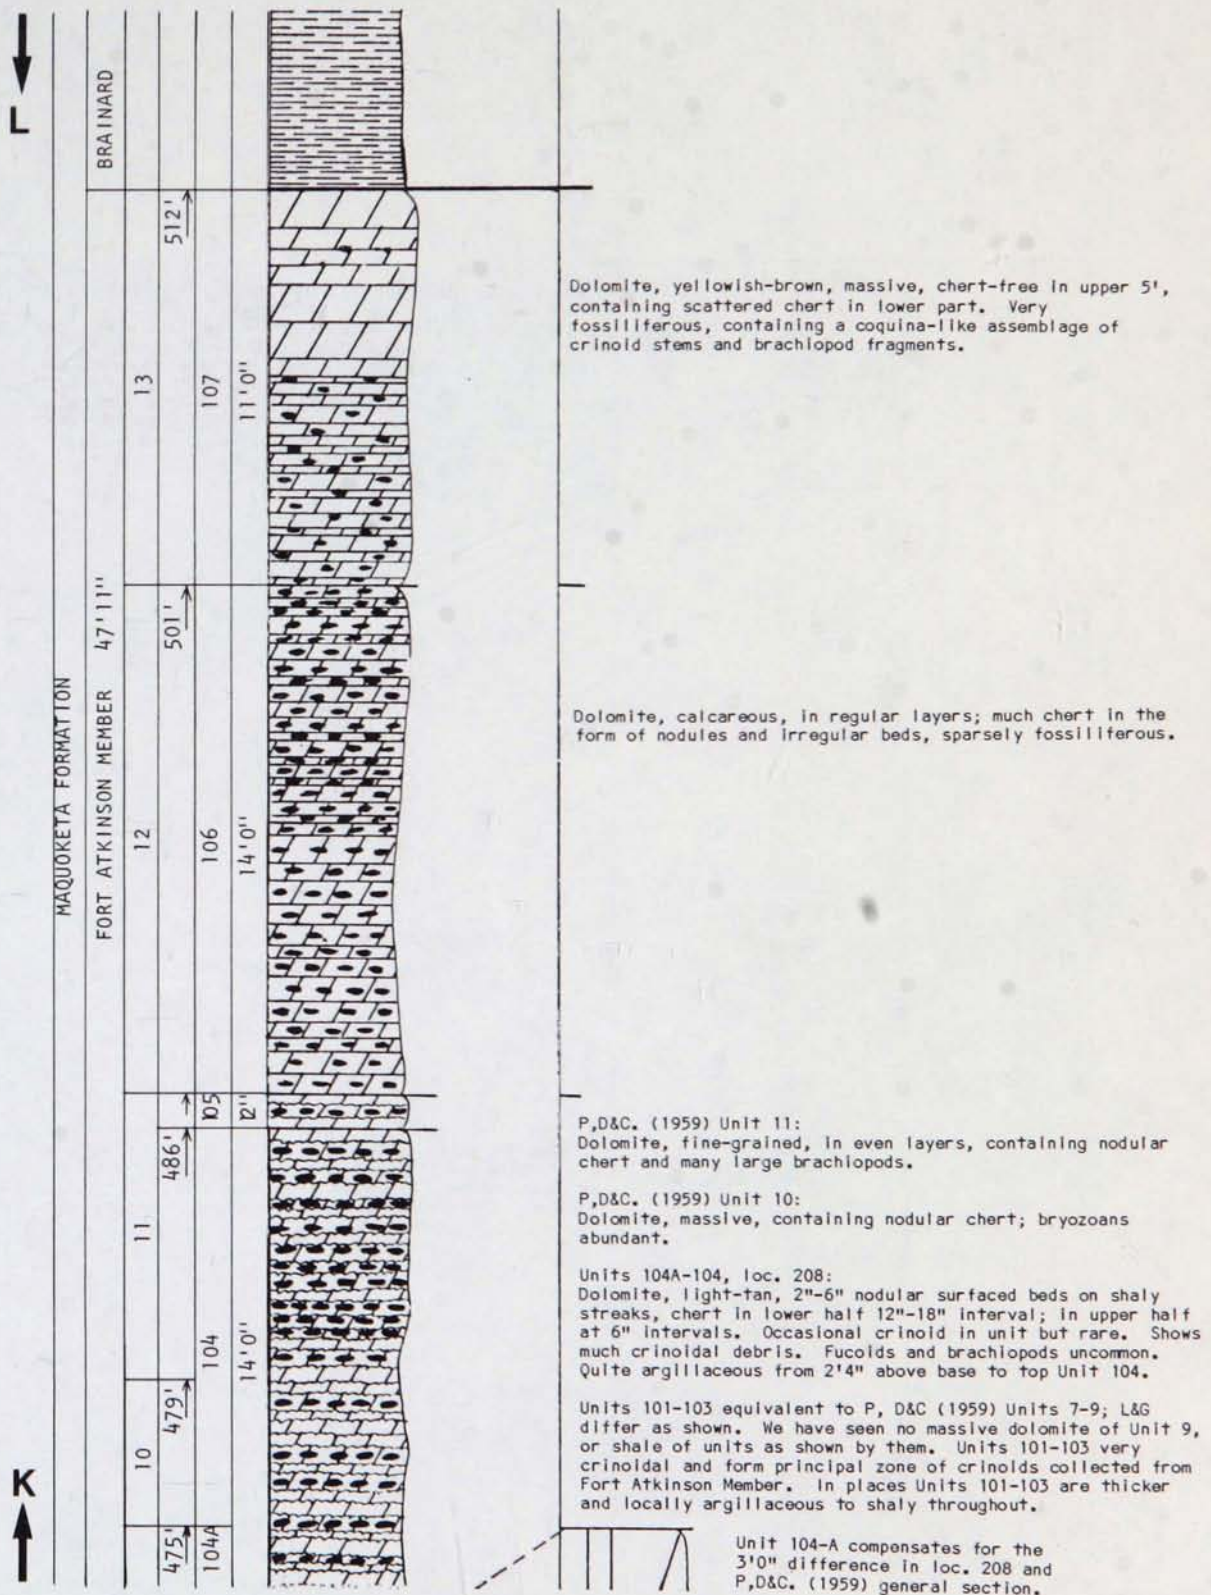 L
BRAINARD
MAQUOKETA FORMATION
FORT ATKINSON MEMBER 47'11"
13
512'
107
11'0"
Dolomite, yellowish-brown, massive, chert-free in upper 5',
containing scattered chert in lower part. Very
fossiliferous, containing a coquina-like assemblage of
crinoid stems and brachiopod fragments.
12
501'
106
14'0"
Dolomite, calcareous, in regular layers; much chert in the
form of nodules and irregular beds, sparsely fossiliferous.
105
12"
11
486'
104
14'0"
P,D&C. (1959) Unit 11:
Dolomite, fine-grained, in even layers, containing nodular
chert and many large brachiopods.
P,D&C. (1959) Unit 10:
Dolomite, massive, containing nodular chert; bryozoans
abundant.
Units 104A-104, loc. 208:
Dolomite, light-tan, 2"-6" nodular surfaced beds on shaly
streaks, chert in lower half 12"-18" interval; in upper half
at 6" intervals. Occasional crinoid in unit but rare. Shows
much crinoidal debris. Fucoids and brachiopods uncommon.
Quite argillaceous from 2'4" above base to top Unit 104.
10
479'
Units 101-103 equivalent to P, D&C (1959) Units 7-9; L&G
differ as shown. We have seen no massive dolomite of Unit 9,
or shale of units as shown by them. Units 101-103 very
crinoidal and form principal zone of crinoids collected from
Fort Atkinson Member. In places Units 101-103 are thicker
and locally argillaceous to shaly throughout.
K
475'
104A
Unit 104-A compensates for the
3'0" difference in loc. 208 and
P,D&C. (1959) general section.